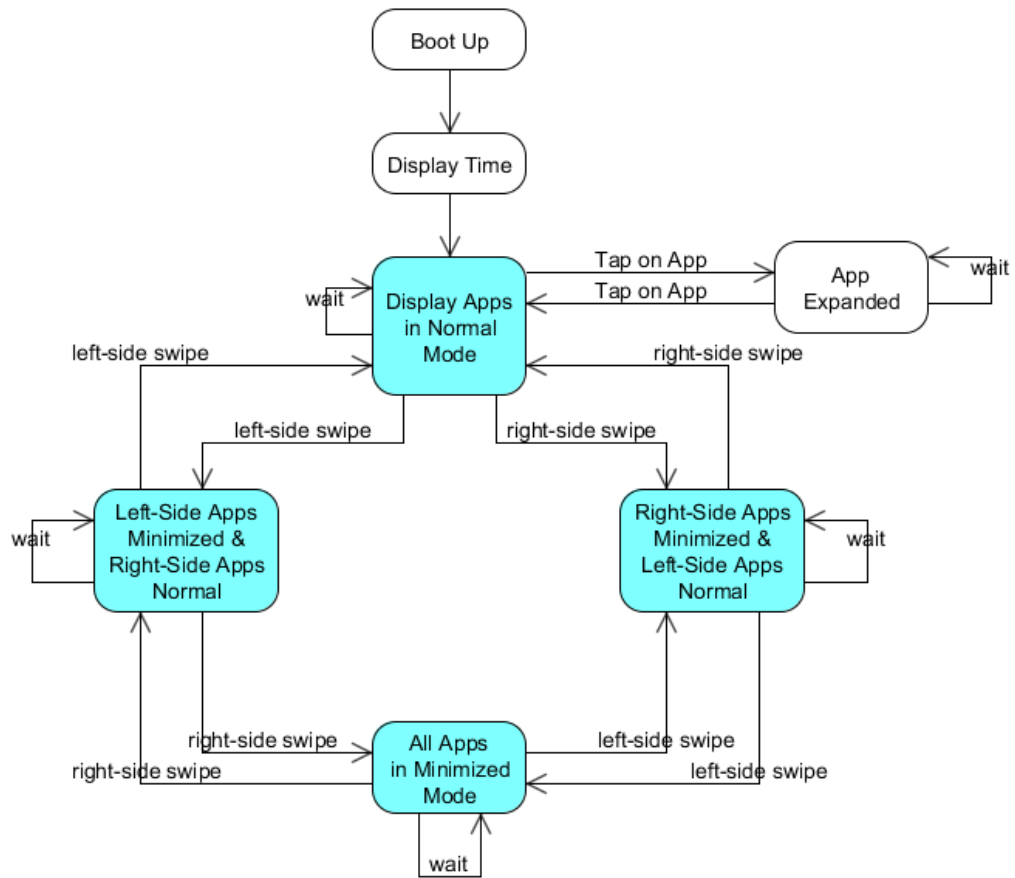 Boot Up
Display Time
Tap on App
wait
App
Expanded
Tap on App
wait
Display Apps
in Normal
Mode
left-side swipe
right-side swipe
left-side swipe
right-side swipe
Left-Side Apps
Minimized &
Right-Side Apps
Normal
wait
Right-Side Apps
Minimized &
Left-Side Apps
Normal
wait
right-side swipe
All Apps
in Minimized
Mode
left-side swipe
right-side swipe
left-side swipe
wait